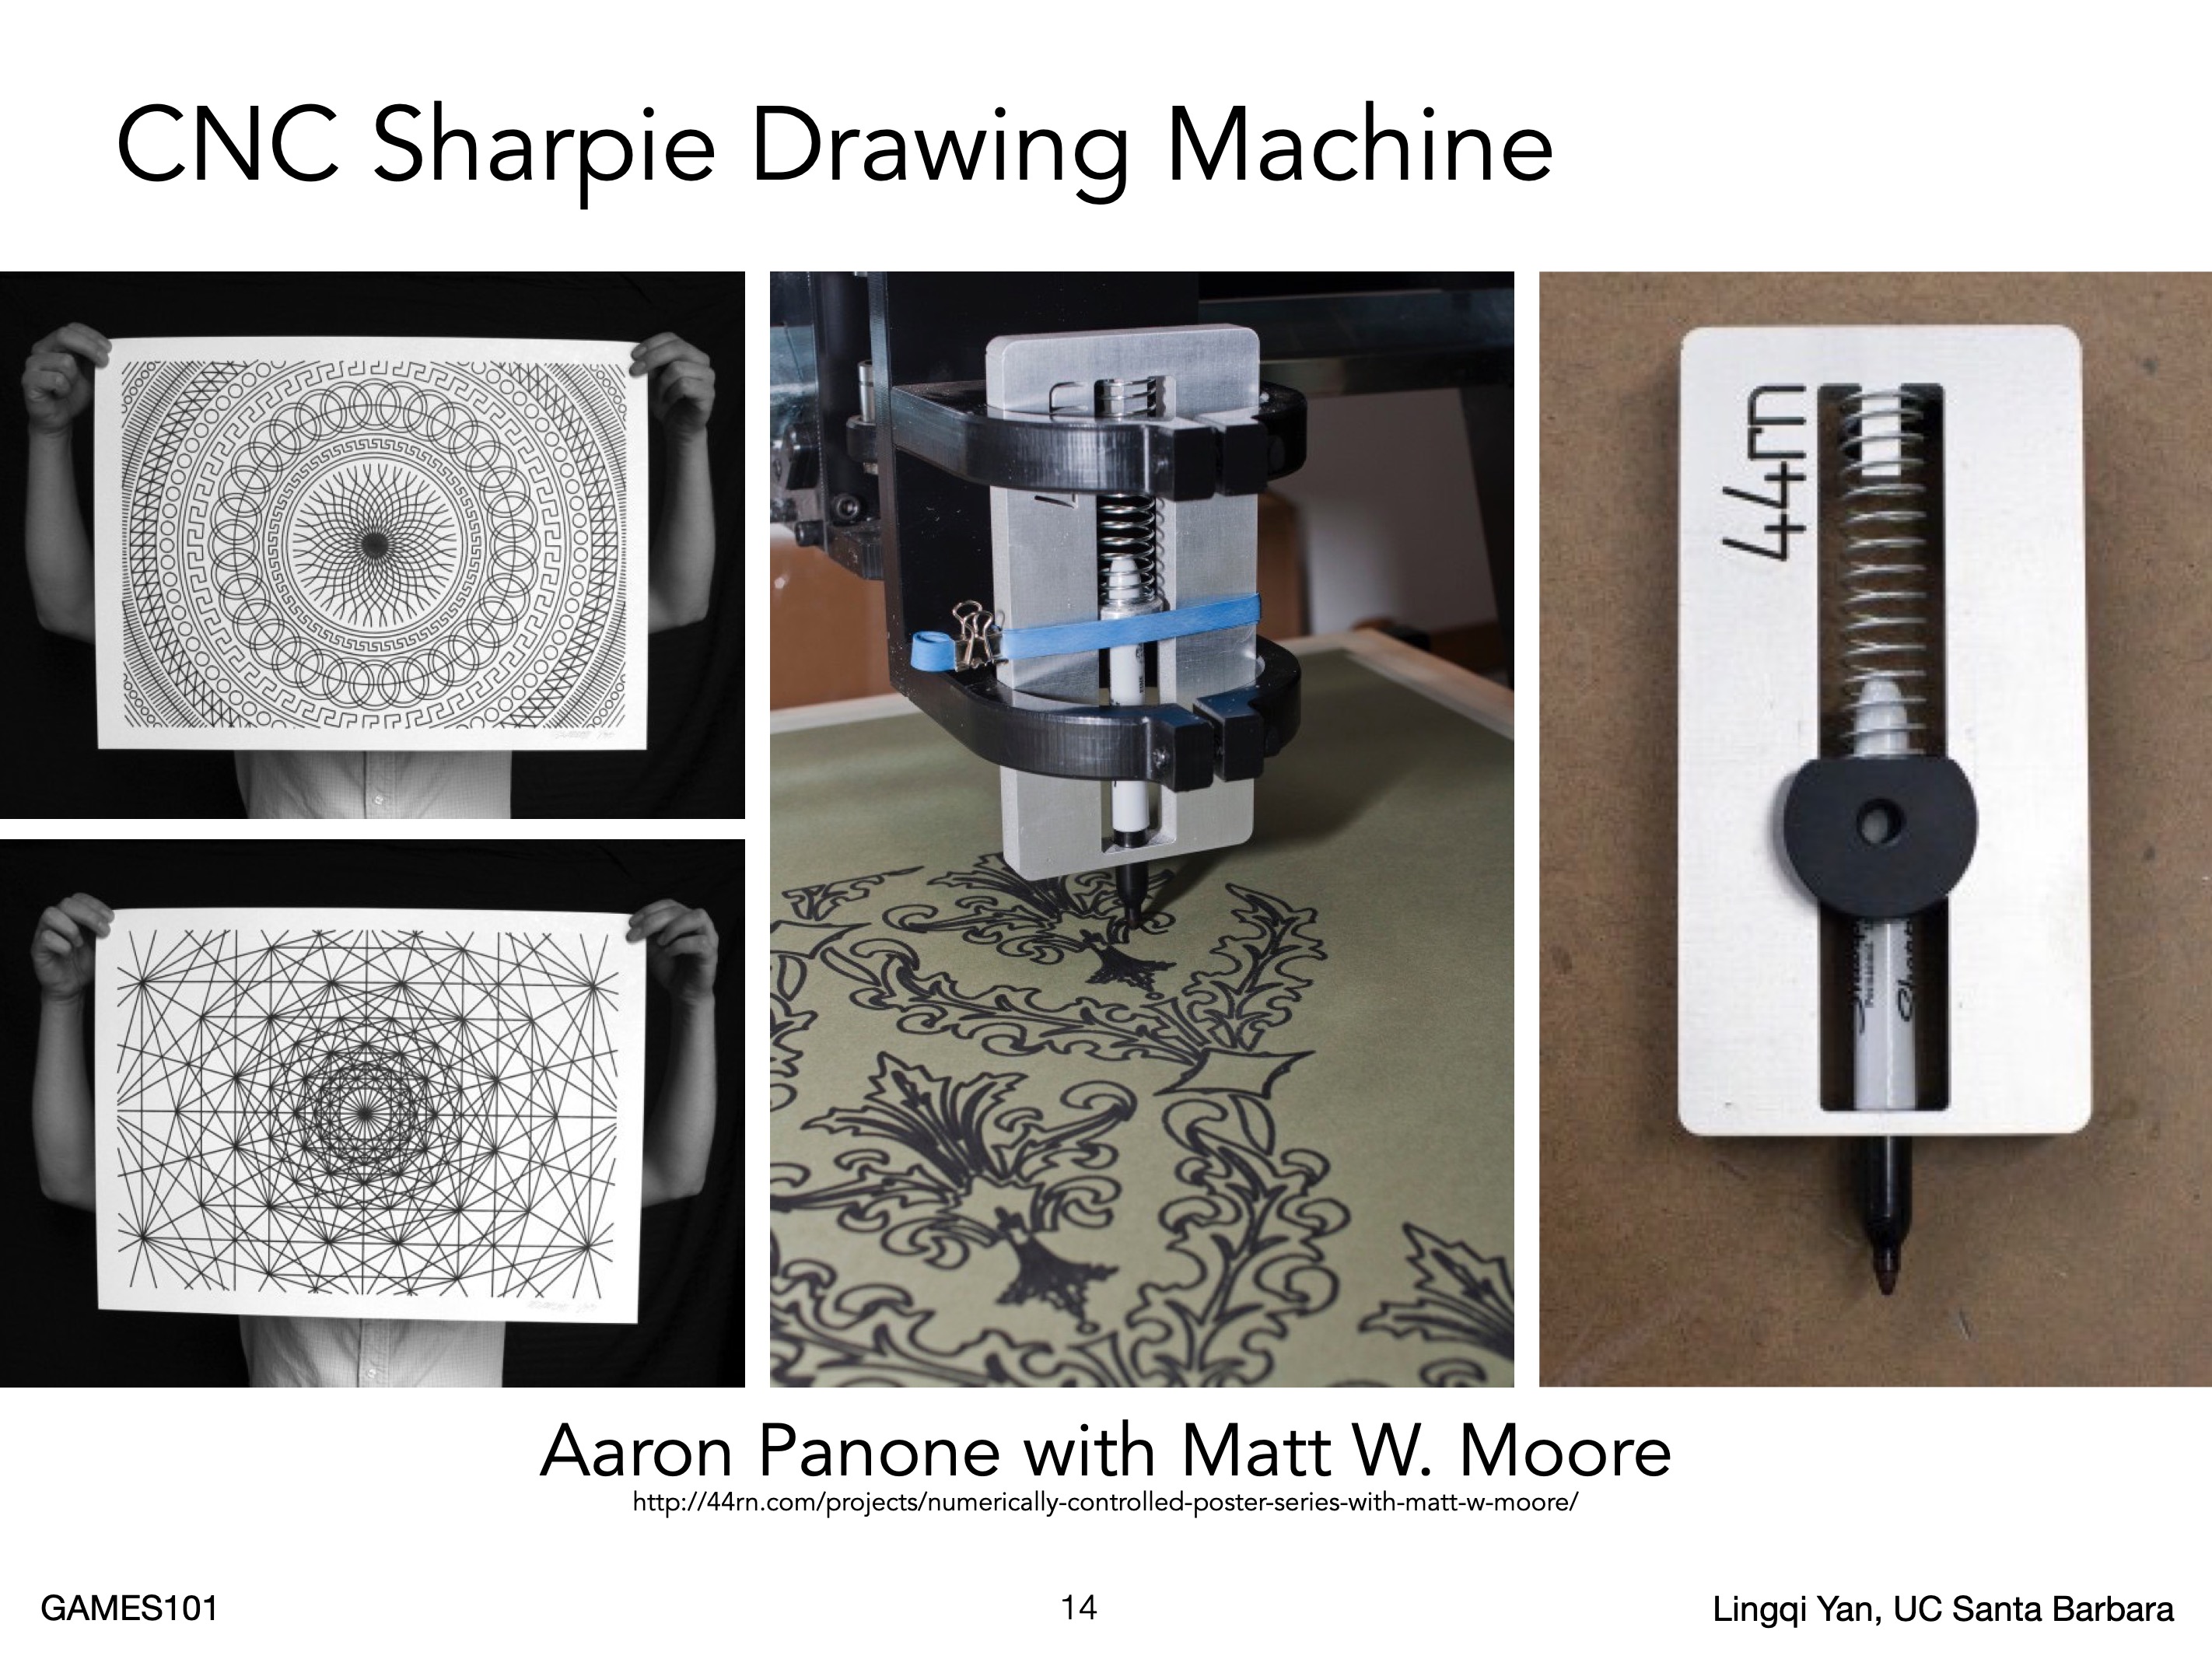 CNC Sharpie Drawing Machine
44rn
Sharpie
Aaron Panone with Matt W. Moore
http://44rn.com/projects/numerically-controlled-poster-series-with-matt-w-moore/
GAMES101
14
Lingqi Yan, UC Santa Barbara